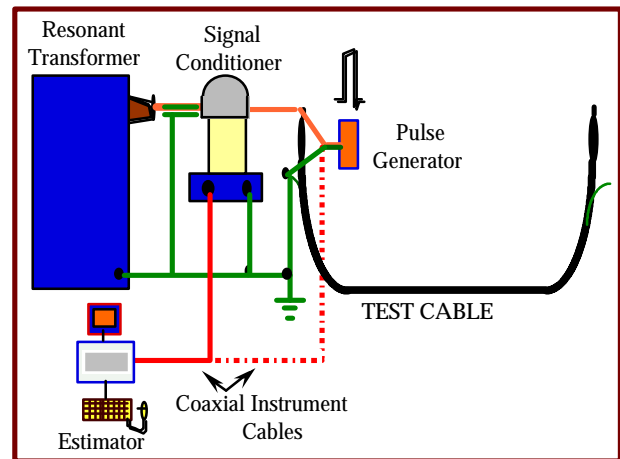 Resonant
Transformer
Signal
Conditioner
Pulse
Generator
TEST CABLE
Coaxial Instrument
Cables
Estimator